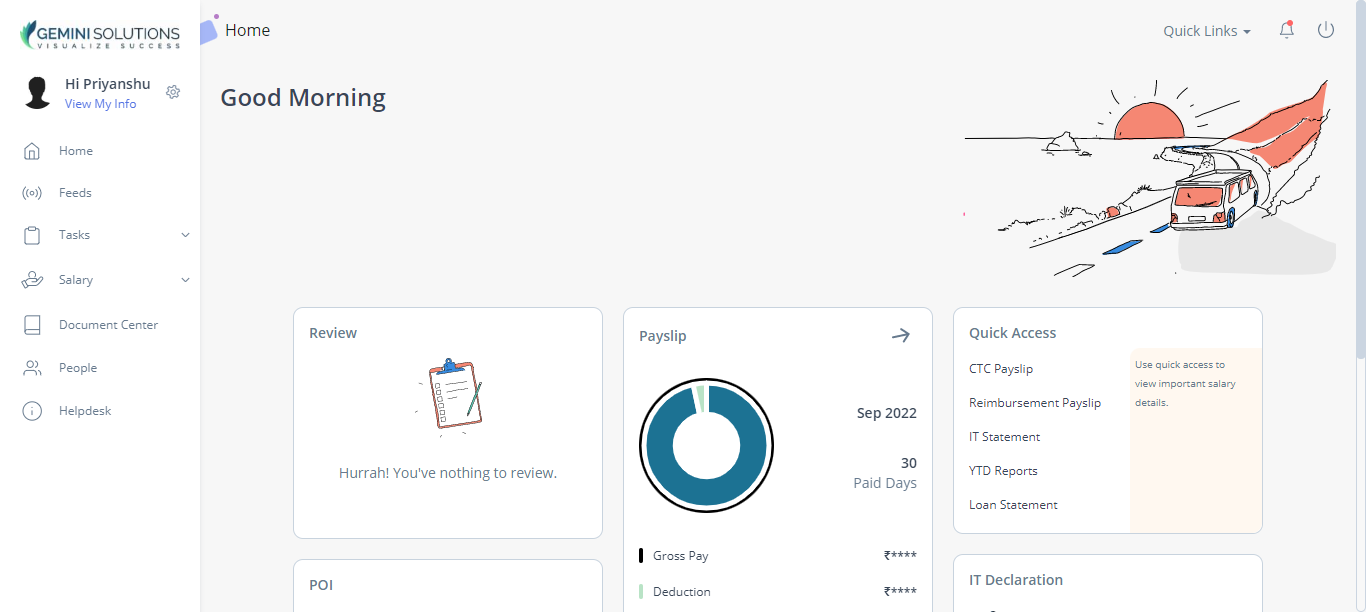 GEMINI SOLUTIONS
VISUALIZE SUCCESS
Home
Quick Links
Hi Priyanshu
View My Info
Good Morning
Home
Feeds
Tasks
Salary
Document Center
People
Helpdesk
Review
Hurrah! You've nothing to review.
POI
Payslip
Sep 2022
30
Paid Days
Gross Pay ₹****
Deduction ₹****
Quick Access
CTC Payslip
Reimbursement Payslip
IT Statement
YTD Reports
Loan Statement
Use quick access to
view important salary
details.
IT Declaration